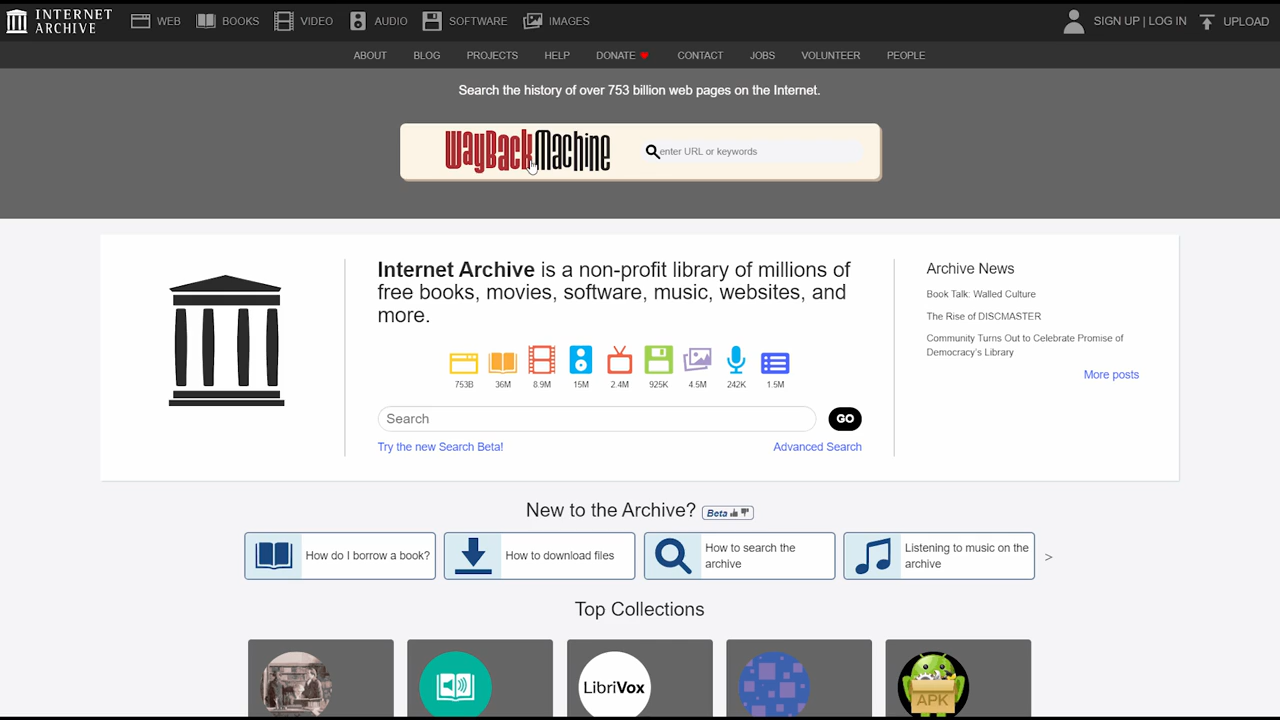 INTERNET ARCHIVE
WEB BOOKS VIDEO AUDIO SOFTWARE IMAGES
SIGN UP | LOG IN UPLOAD
ABOUT BLOG PROJECTS HELP DONATE CONTACT JOBS VOLUNTEER PEOPLE
Search the history of over 753 billion web pages on the Internet.
WayBackMachine
enter URL or keywords
Internet Archive is a non-profit library of millions of
free books, movies, software, music, websites, and
more.
753B 36M 8.9M 15M 2.4M 925K 4.5M 242K 1.5M
Search GO
Try the new Search Beta! Advanced Search
Archive News
Book Talk: Walled Culture
The Rise of DISCMASTER
Community Turns Out to Celebrate Promise of
Democracy's Library
More posts
New to the Archive? Beta
How do I borrow a book?
How to download files
How to search the
archive
Listening to music on the
archive
>
Top Collections
LibriVox
APK